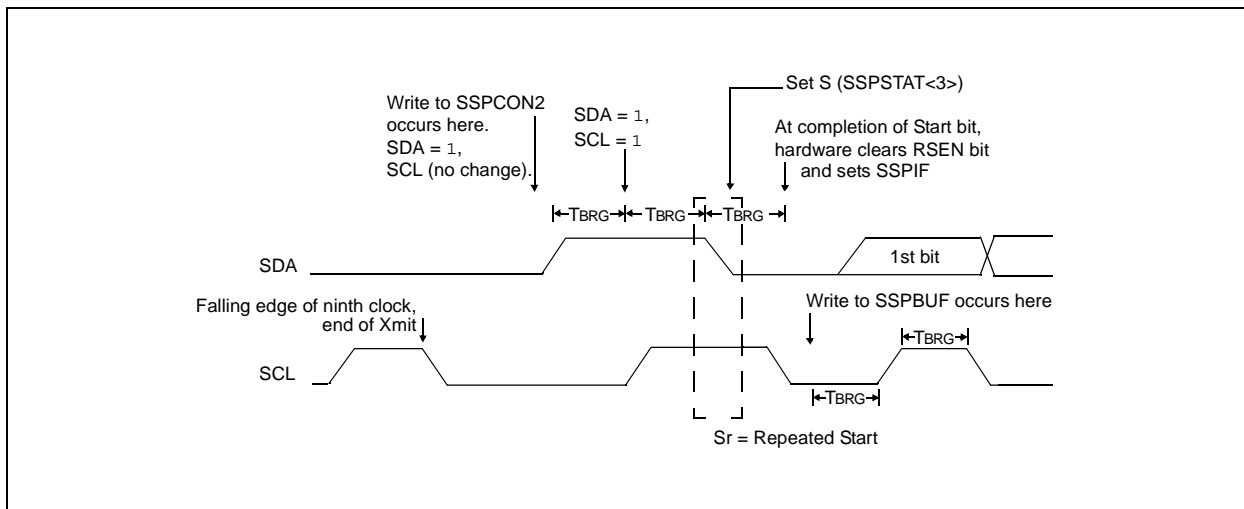 Set S (SSPSTAT<3>)
Write to SSPCON2
occurs here.
SDA = 1,
SCL (no change).
SDA = 1,
SCL = 1
At completion of Start bit,
hardware clears RSEN bit
and sets SSPIF
TBRG
TBRG
TBRG
SDA
1st bit
Falling edge of ninth clock,
end of Xmit
Write to SSPBUF occurs here
TBRG
SCL
TBRG
Sr = Repeated Start